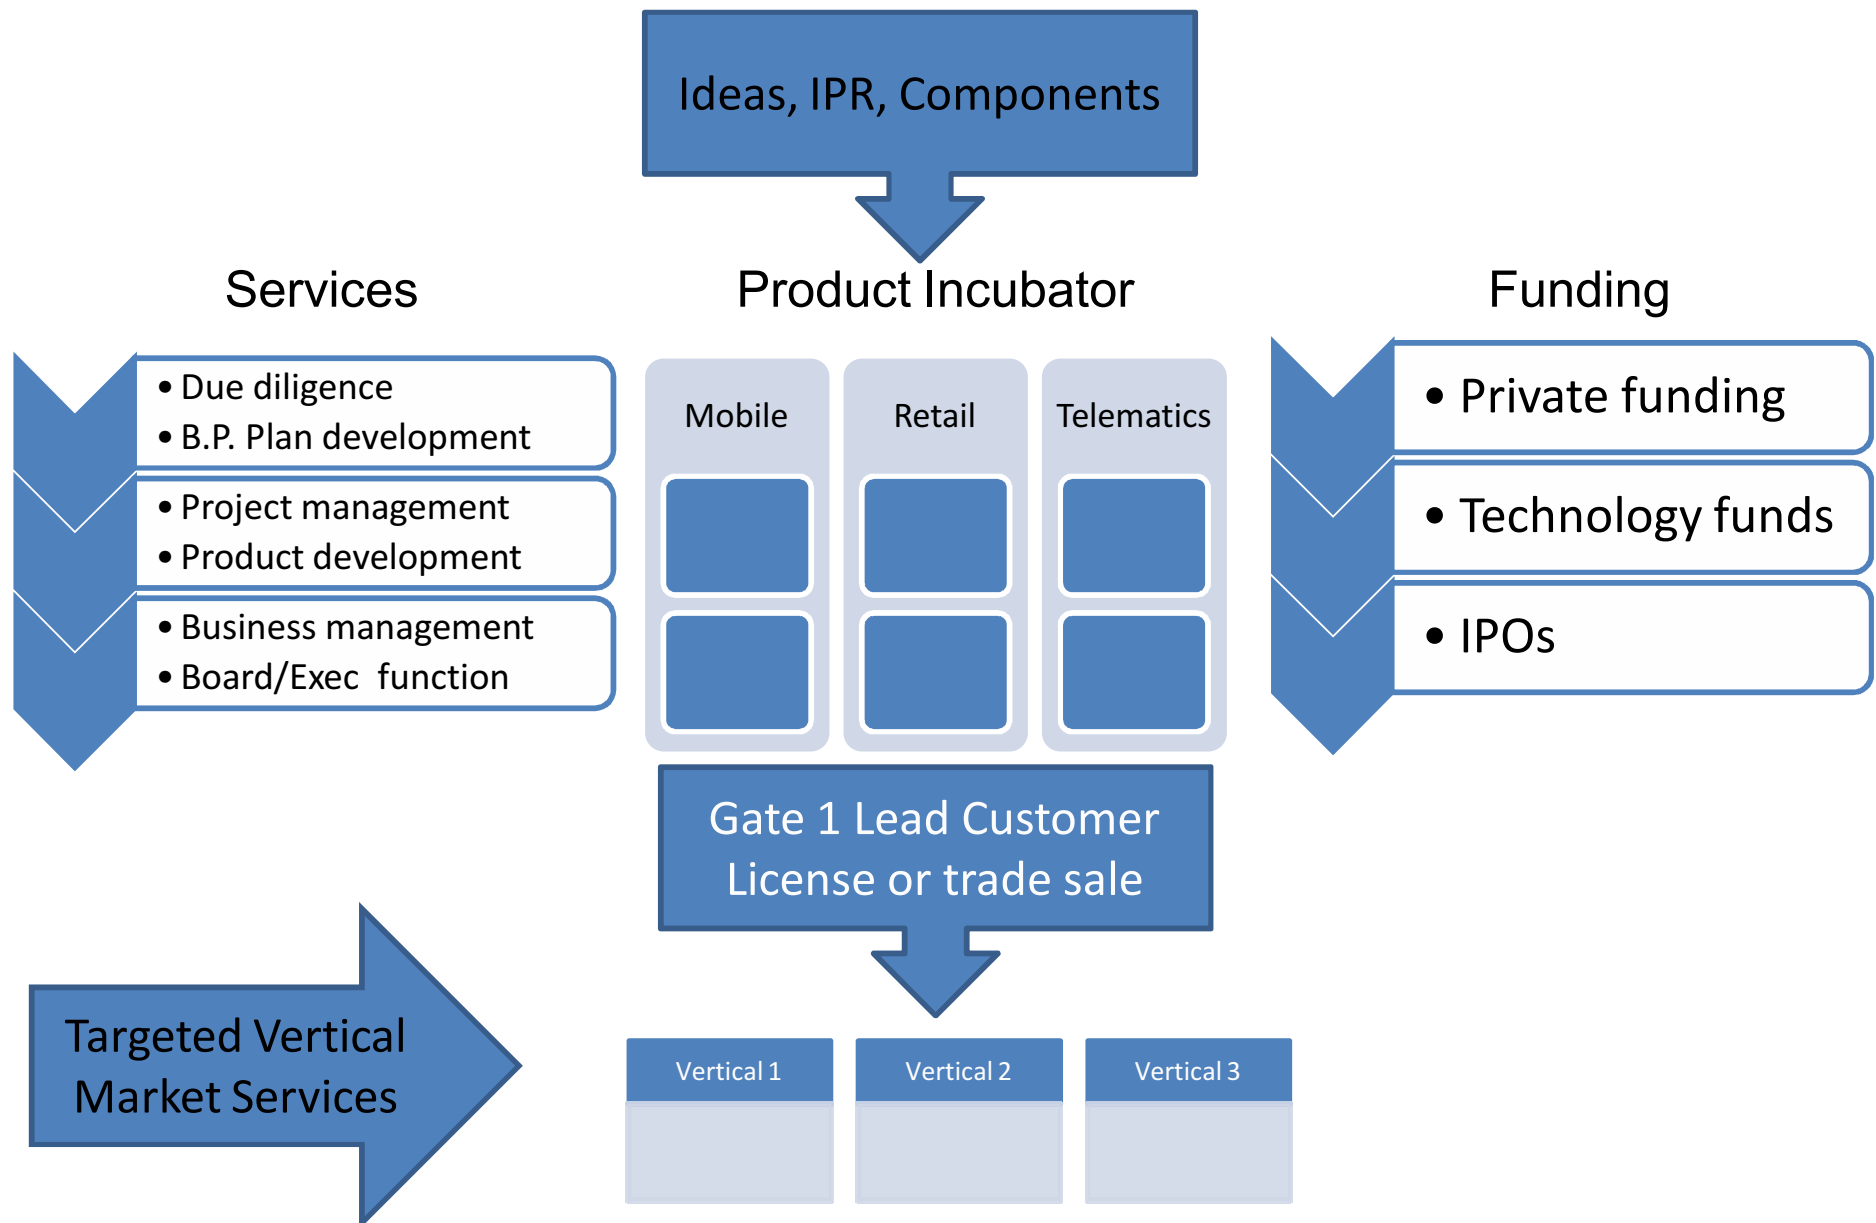 Ideas, IPR, Components
Services
Product Incubator
Funding
• Due diligence
• B.P. Plan development
• Project management
• Product development
• Business management
• Board/Exec  function
Mobile
Retail
Telematics
• Private funding
• Technology funds
• IPOs
Gate 1 Lead Customer
License or trade sale
Targeted Vertical
Market Services
Vertical 1
Vertical 2
Vertical 3